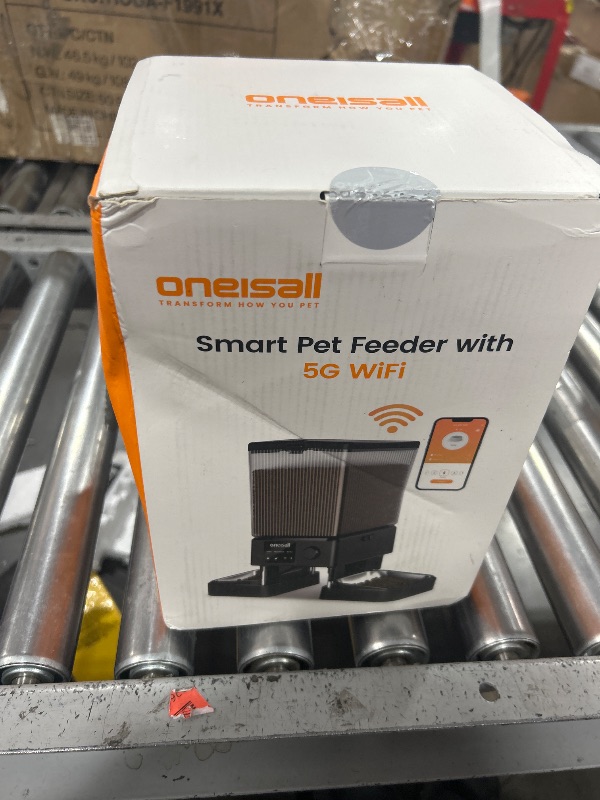 oneisall
TRANSFORM HOW YOU PET
oneisall
TRANSFORM HOW YOU PET
Smart Pet Feeder with
5G WiFi
oneisall